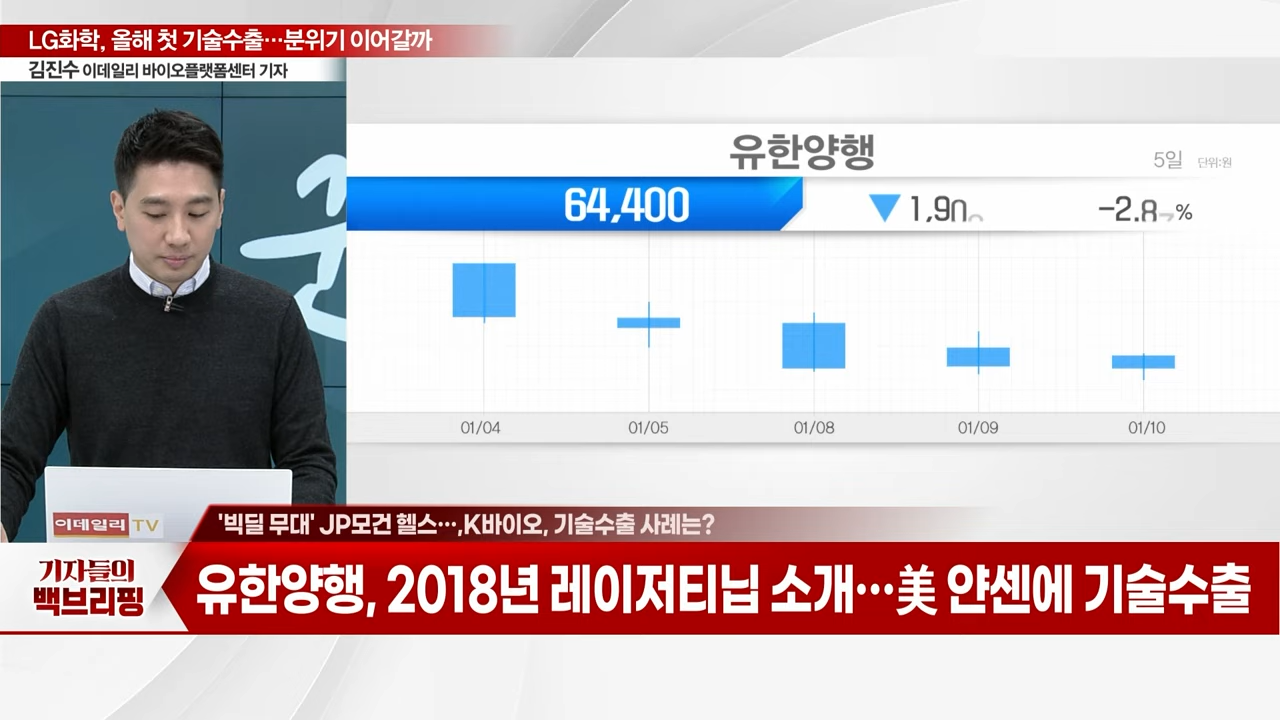 LG화학, 올해 첫 기술수출…분위기 이어갈까
김진수 이데일리 바이오플랫폼센터 기자
유한양행
5일 단위:원
64,400 ▼ 1,90 -2.8 %
01/04 01/05 01/08 01/09 01/10
이데일리 TV
'빅딜 무대' JP모건 헬스…,K바이오, 기술수출 사례는?
기자들의
백브리핑
유한양행, 2018년 레이저티닙 소개…美 얀센에 기술수출